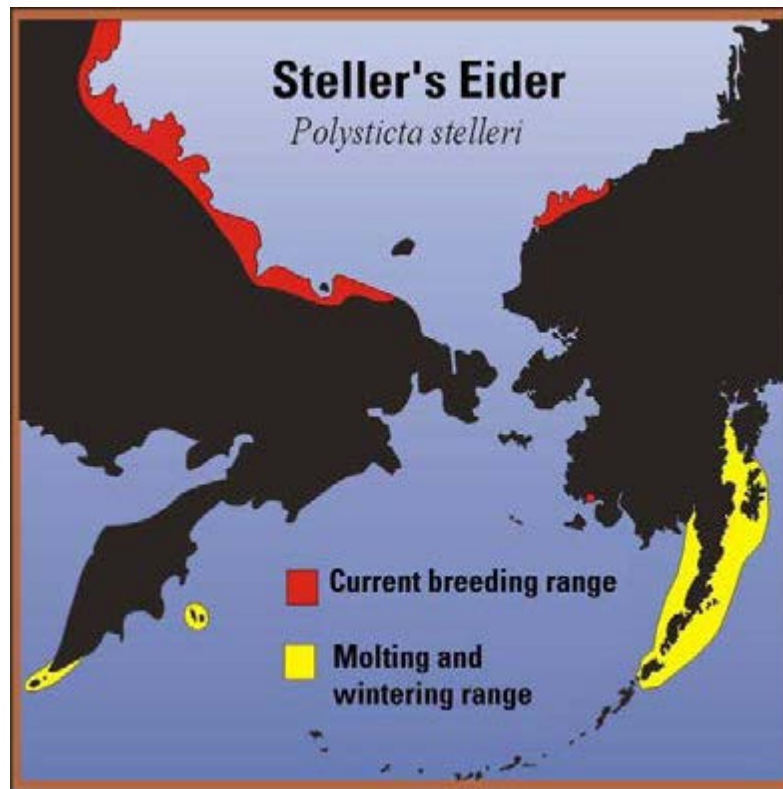 Steller's Eider
Polysticta stelleri
Current breeding range
Molting and
wintering range